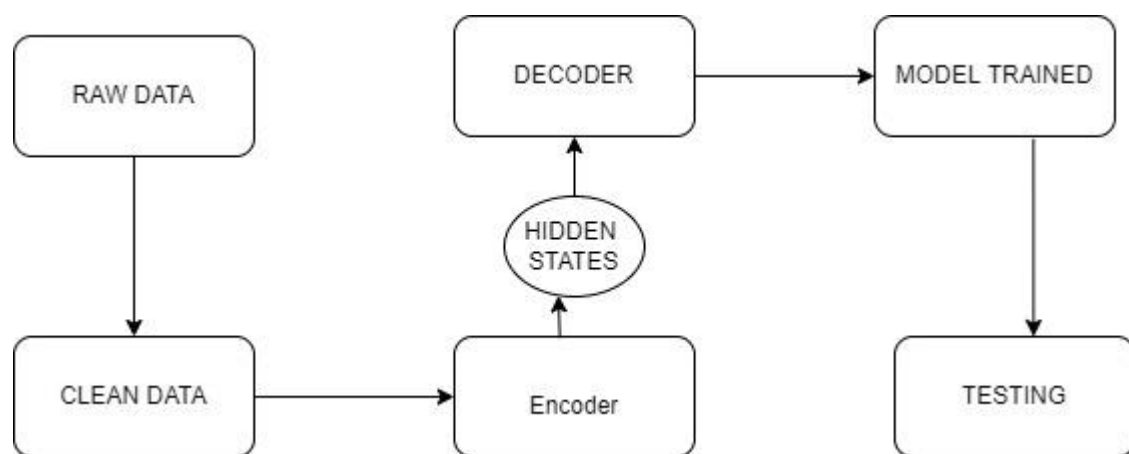 RAW DATA
CLEAN DATA
Encoder
HIDDEN
STATES
DECODER
MODEL TRAINED
TESTING